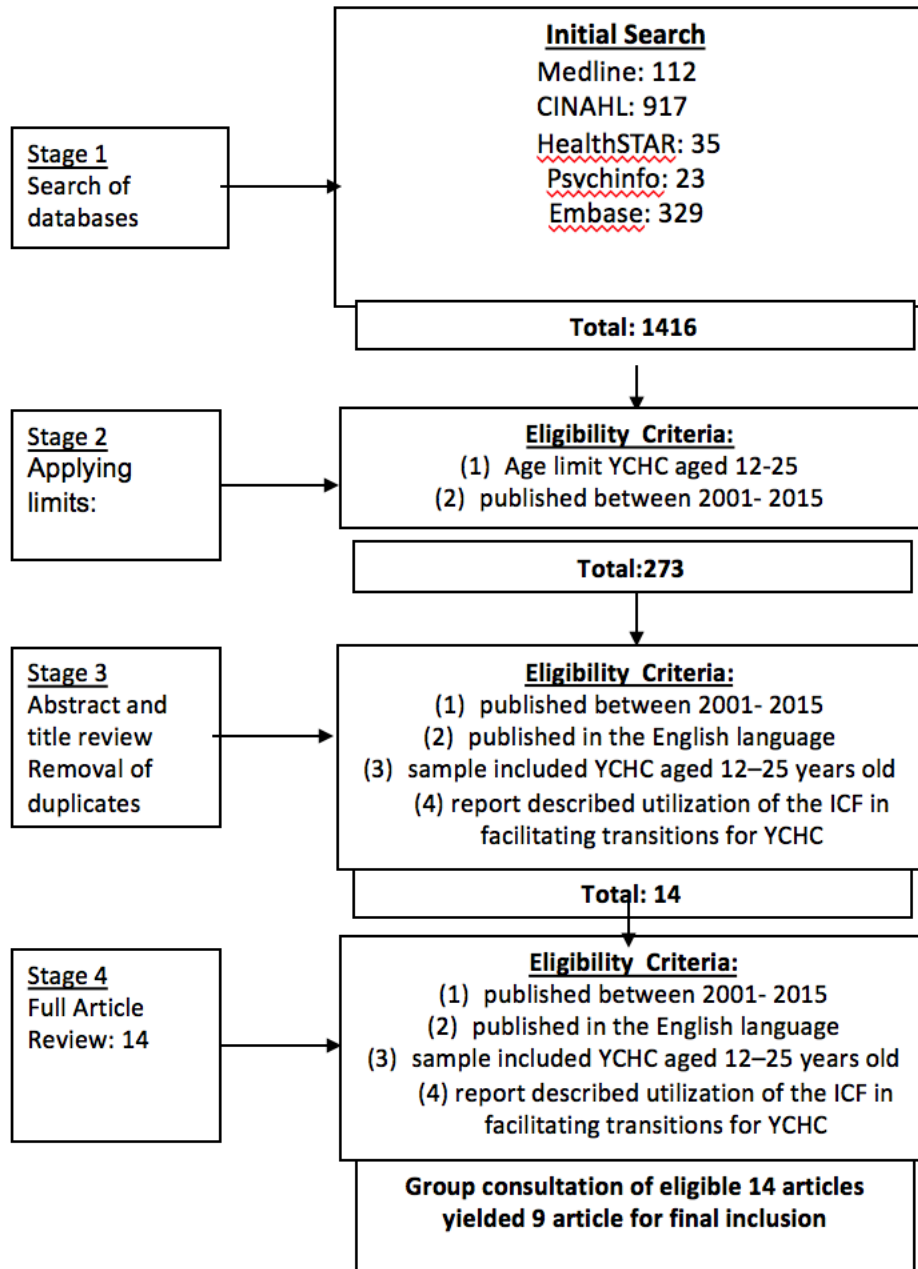 Stage 1
Search of
databases
Initial Search
Medline: 112
CINAHL: 917
HealthSTAR: 35
Psychinfo: 23
Embase: 329
Total: 1416
Stage 2
Applying
limits:
Eligibility Criteria:
(1) Age limit YCHC aged 12-25
(2) published between 2001- 2015
Total:273
Stage 3
Abstract and
title review
Removal of
duplicates
Eligibility Criteria:
(1) published between 2001- 2015
(2) published in the English language
(3) sample included YCHC aged 12–25 years old
(4) report described utilization of the ICF in
facilitating transitions for YCHC
Total: 14
Stage 4
Full Article
Review: 14
Eligibility Criteria:
(1) published between 2001- 2015
(2) published in the English language
(3) sample included YCHC aged 12–25 years old
(4) report described utilization of the ICF in
facilitating transitions for YCHC
Group consultation of eligible 14 articles
yielded 9 article for final inclusion